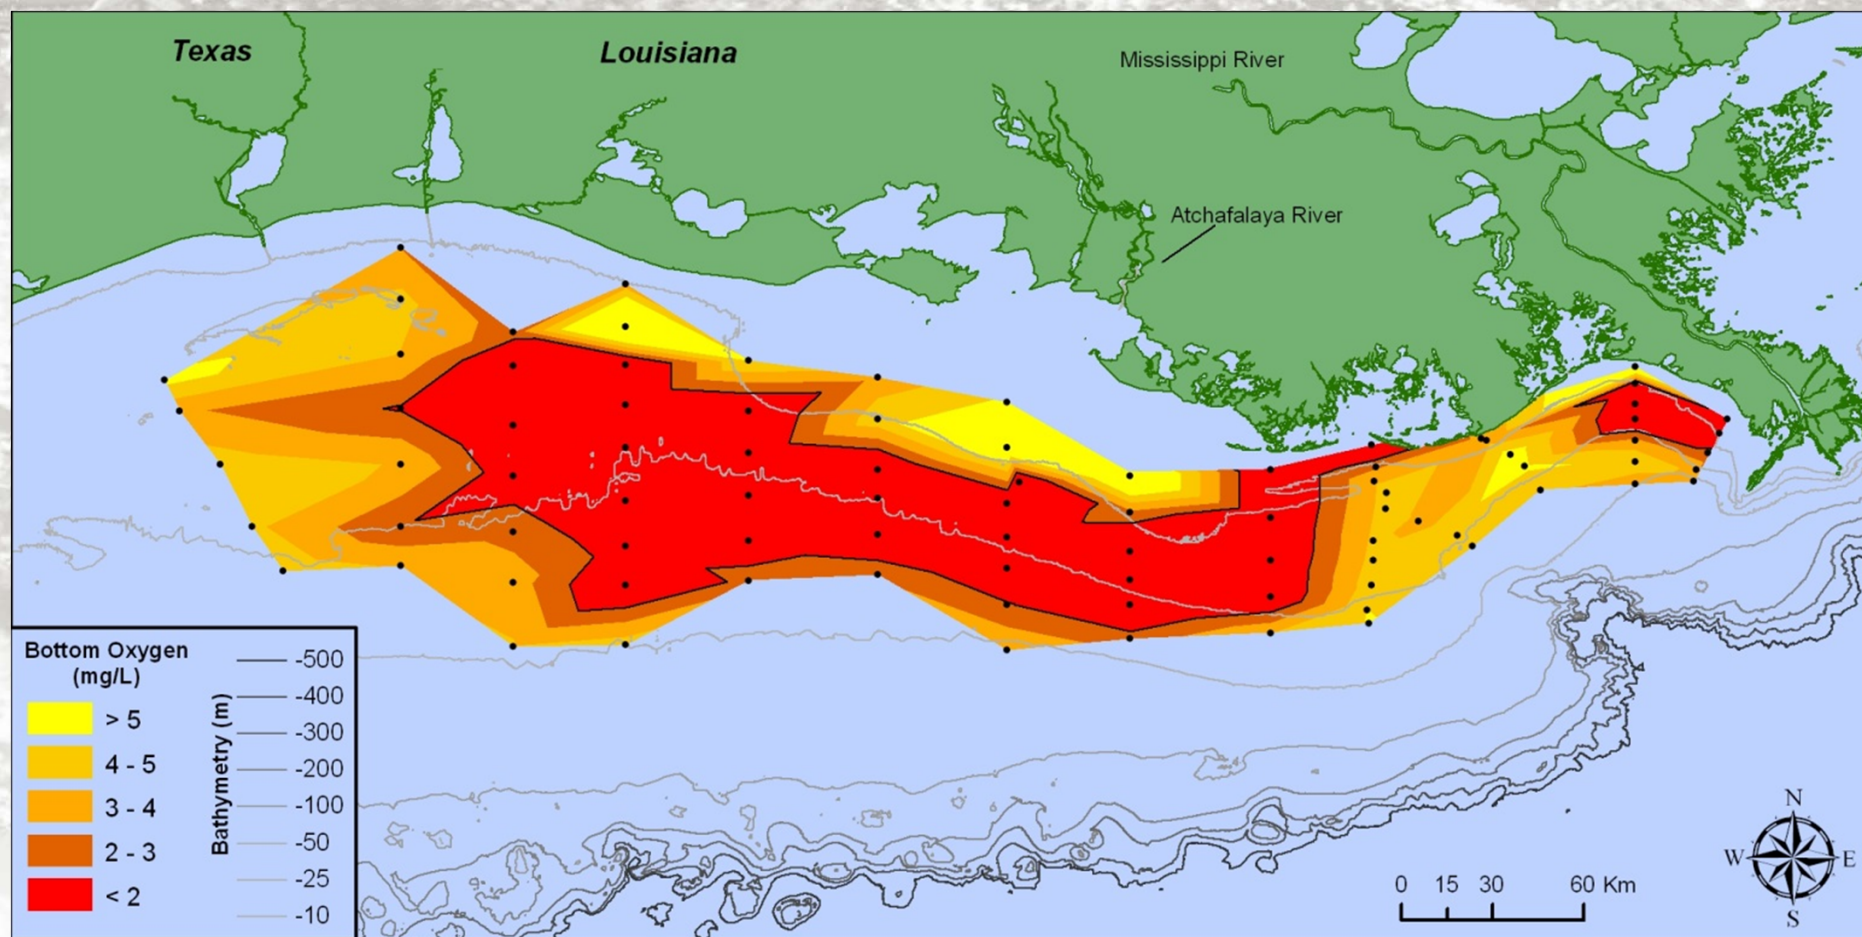 Texas
Louisiana
Mississippi River
Atchafalaya River
Bottom Oxygen
(mg/L)
> 5
4 - 5
3 - 4
2 - 3
< 2
Bathymetry (m)
-500
-400
-300
-200
-100
-50
-25
-10
0 15 30 60 Km
N
W E
S